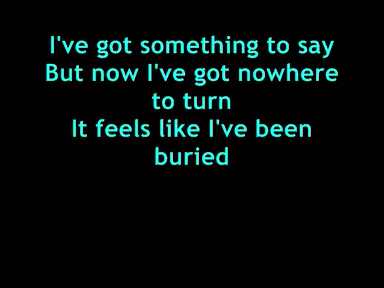 I've got something to say
But now I've got nowhere
to turn
It feels like I've been
buried